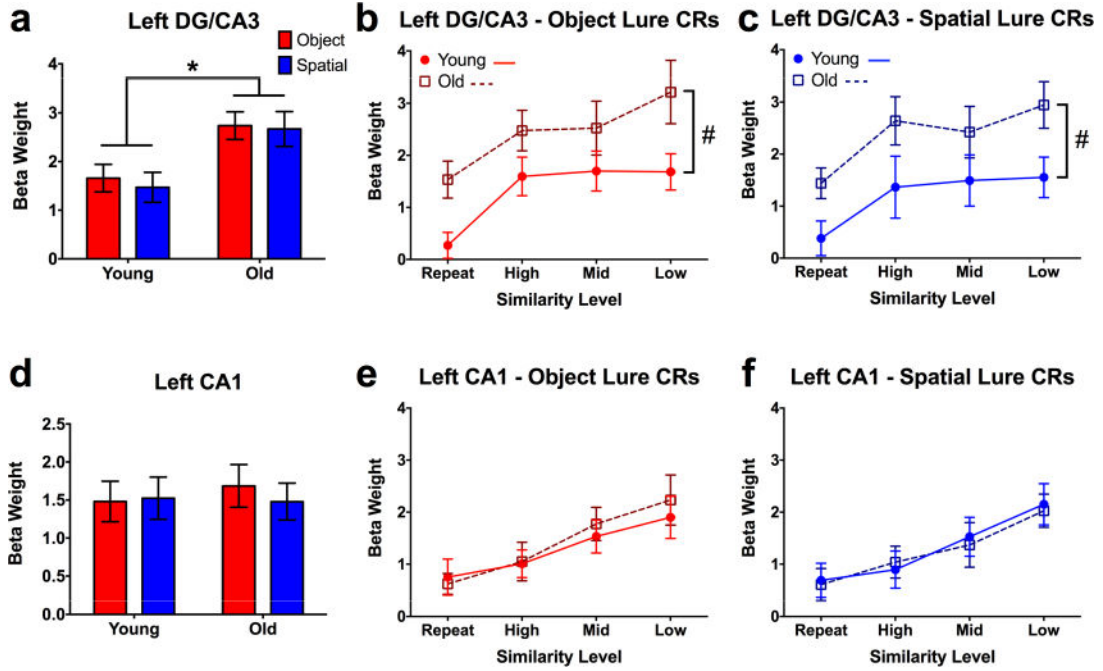 a
Left DG/CA3
Object
Spatial
*
Beta Weight
4
3
2
1
0
Young
Old
b
Left DG/CA3 - Object Lure CRs
Young
Old
#
Beta Weight
4
3
2
1
0
Repeat
High
Mid
Low
Similarity Level
c
Left DG/CA3 - Spatial Lure CRs
Young
Old
#
Beta Weight
4
3
2
1
0
Repeat
High
Mid
Low
Similarity Level
d
Left CA1
Beta Weight
2.5
2.0
1.5
1.0
0.5
0.0
Young
Old
e
Left CA1 - Object Lure CRs
Beta Weight
4
3
2
1
0
Repeat
High
Mid
Low
Similarity Level
f
Left CA1 - Spatial Lure CRs
Beta Weight
4
3
2
1
0
Repeat
High
Mid
Low
Similarity Level